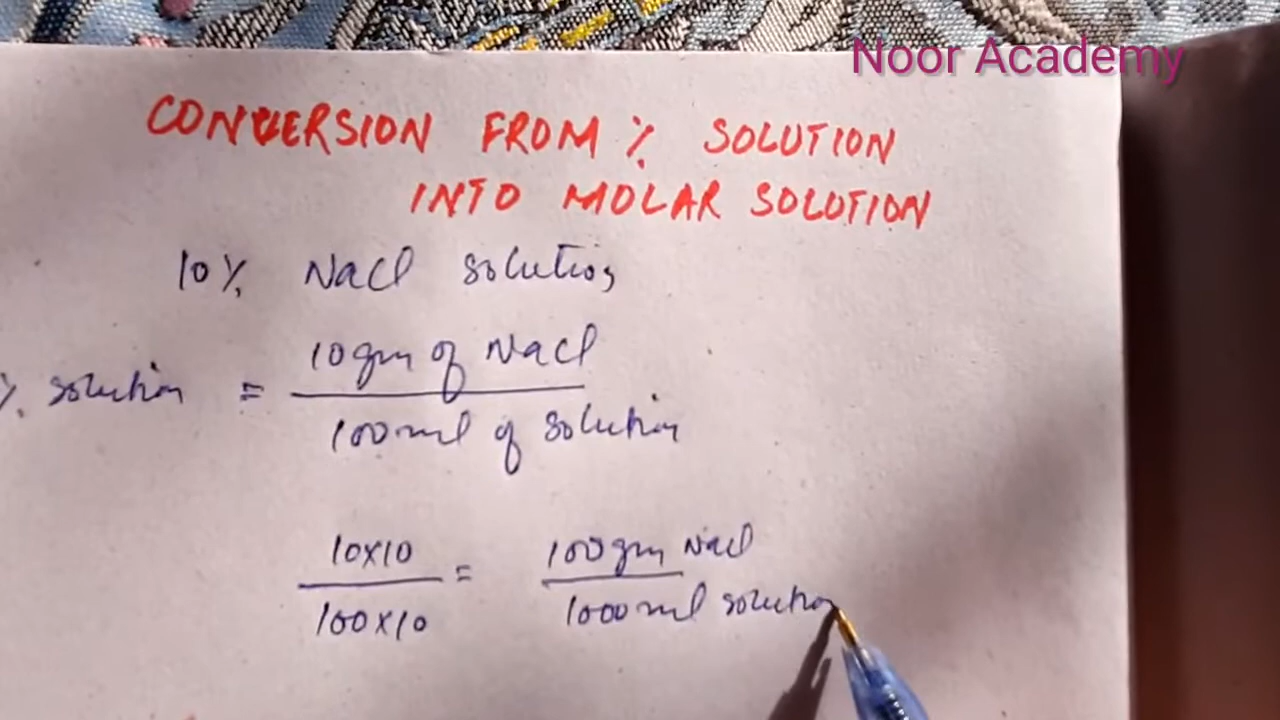 Noor Academy
CONVERSION FROM % SOLUTION
INTO MOLAR SOLUTION
10% NaCl solution
% solution = 10gm of NaCl
100ml of solution
10x10 = 100gm NaCl
100x10 1000ml solution